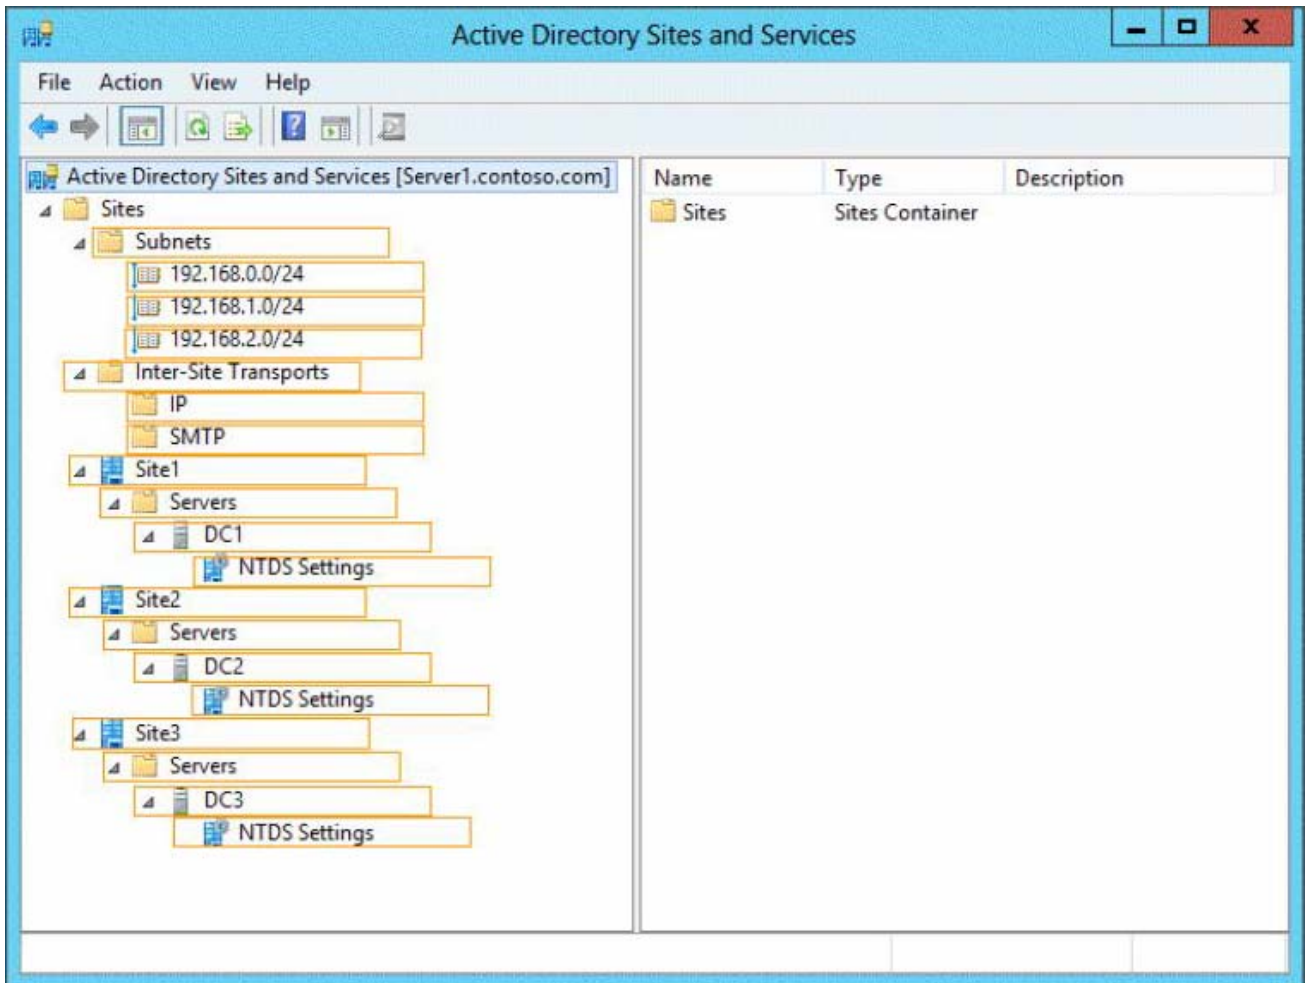 Active Directory Sites and Services
File Action View Help
Active Directory Sites and Services [Server1.contoso.com]
Sites
Subnets
192.168.0.0/24
192.168.1.0/24
192.168.2.0/24
Inter-Site Transports
IP
SMTP
Site1
Servers
DC1
NTDS Settings
Site2
Servers
DC2
NTDS Settings
Site3
Servers
DC3
NTDS Settings
Name Type Description
Sites Sites Container